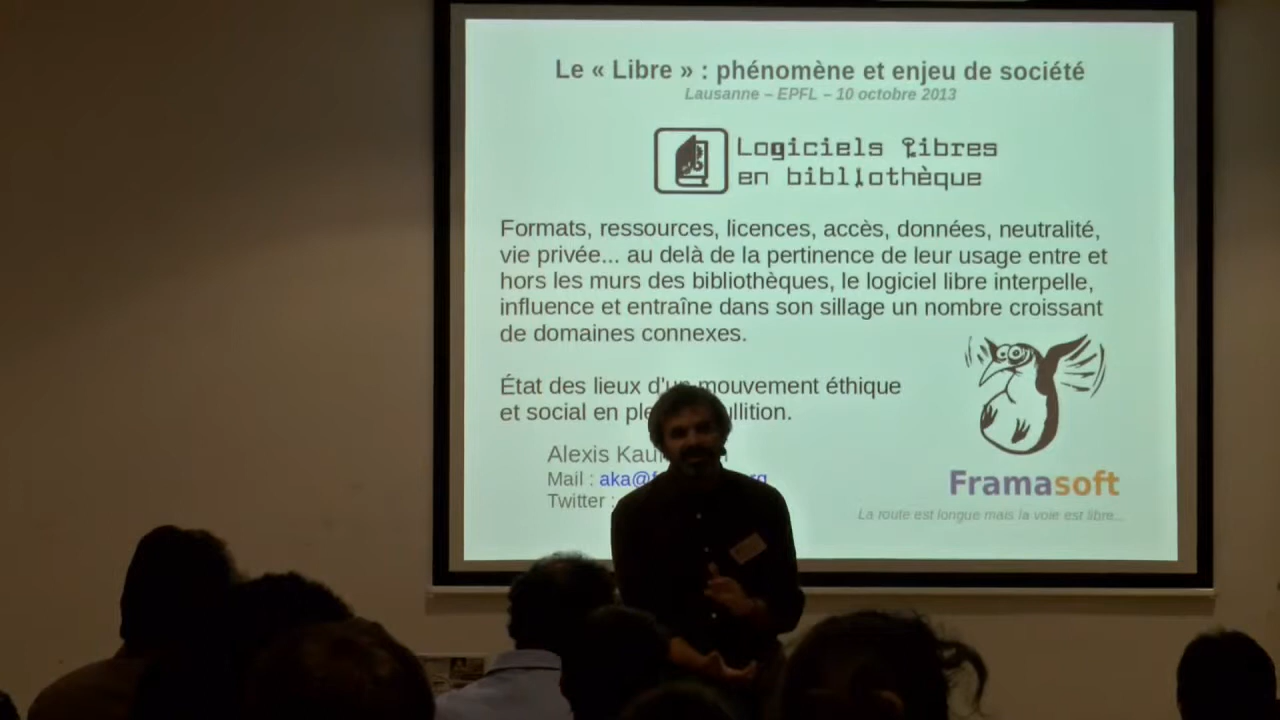 Le « Libre » : phénomène et enjeu de société
Lausanne – EPFL – 10 octobre 2013
Logiciels Libres
en bibliothèque
Formats, ressources, licences, accès, données, neutralité,
vie privée... au delà de la pertinence de leur usage entre et
hors les murs des bibliothèques, le logiciel libre interpelle,
influence et entraîne dans son sillage un nombre croissant
de domaines connexes.
État des lieux d'un mouvement éthique
et social en
Alexis
Mail :
Twitter :
Framasoft
La route est longue mais la voie est libre...